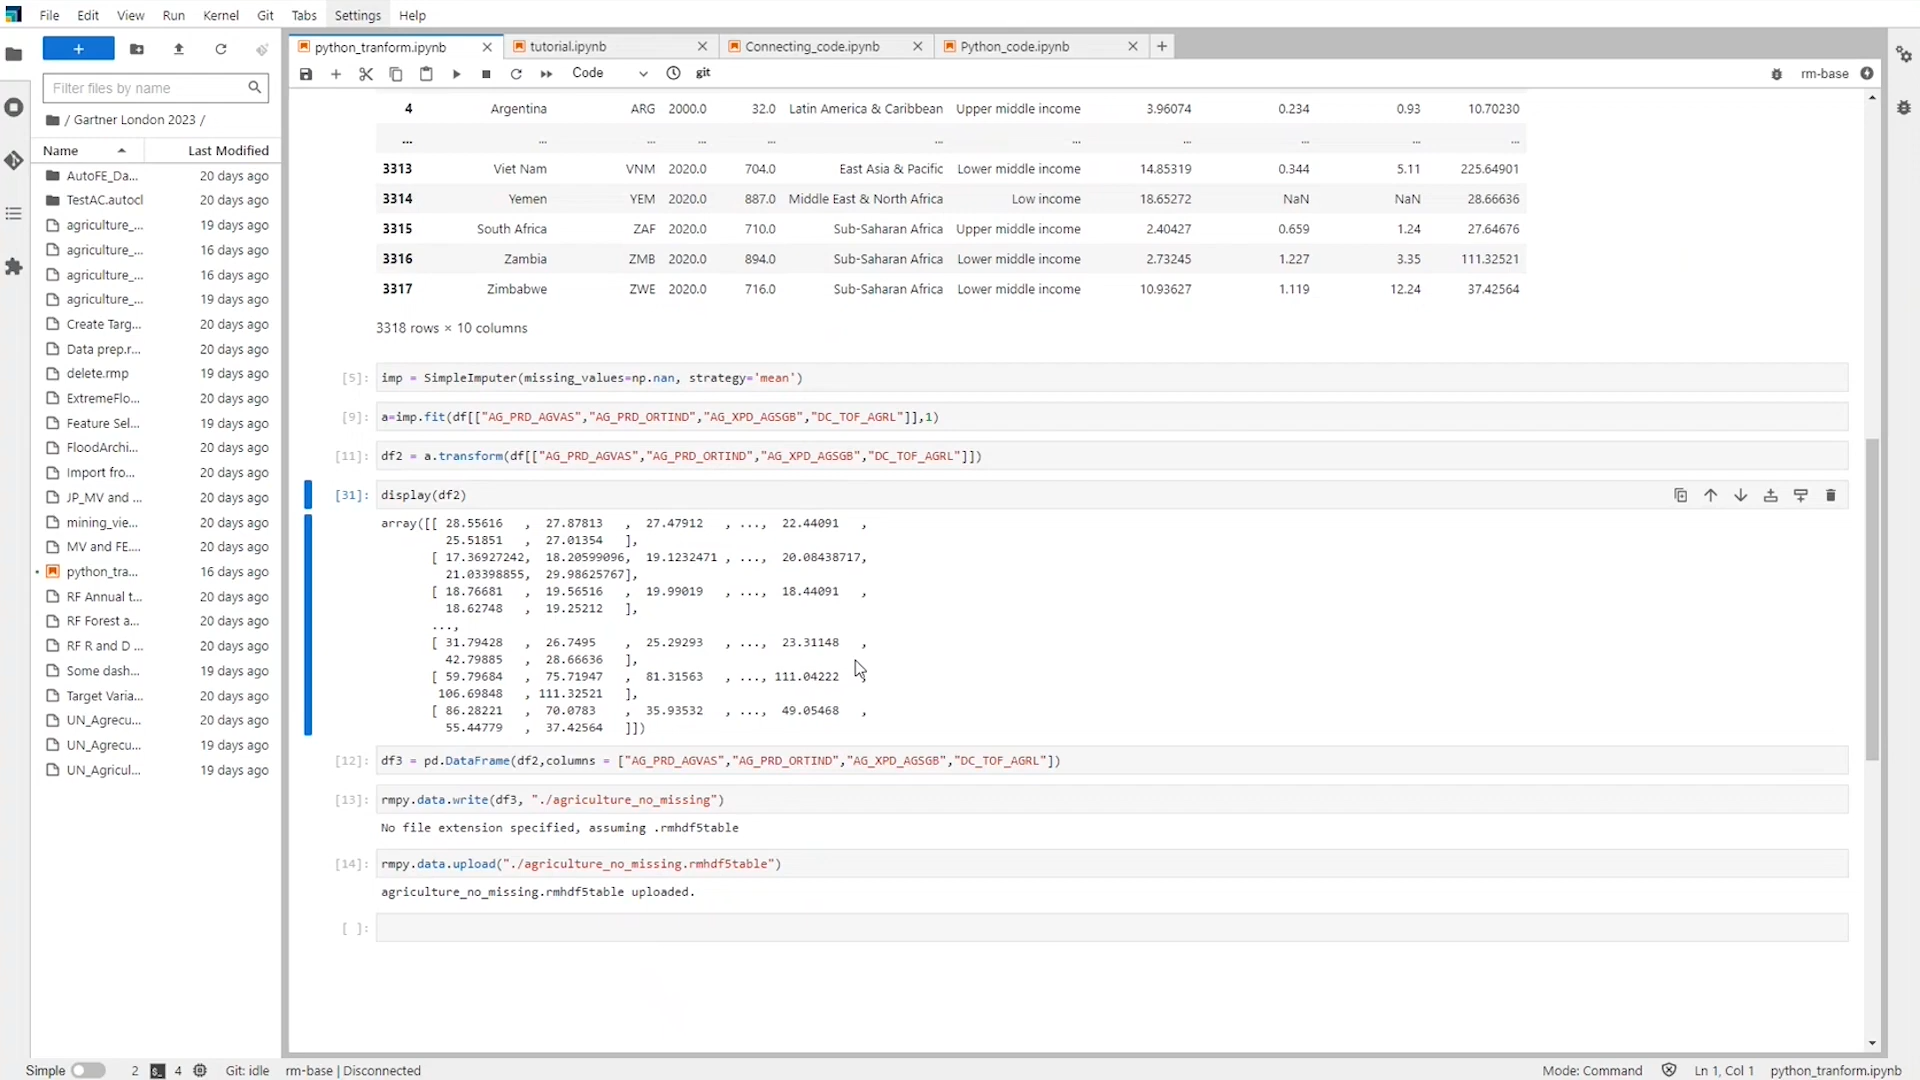 File Edit View Run Kernel Git Tabs Settings Help
python_tranform.ipynb tutorial.ipynb Connecting_code.ipynb Python_code.ipynb
Code git rm-base
Filter files by name
/ Gartner London 2023 /
Name Last Modified
AutoFE_Da... 20 days ago
TestAC.autocl 20 days ago
agriculture_... 19 days ago
agriculture_... 16 days ago
agriculture_... 16 days ago
agriculture_... 19 days ago
Create Targ... 20 days ago
Data prep.r... 20 days ago
delete.rmp 19 days ago
ExtremeFlo... 20 days ago
Feature Sel... 20 days ago
FloodArchi... 20 days ago
Import fro... 20 days ago
JP_MV and ... 20 days ago
mining_vie... 20 days ago
MV and FE.... 20 days ago
python_tra... 16 days ago
RF Annual t... 20 days ago
RF Forest a... 20 days ago
RF R and D ... 20 days ago
Some dash... 19 days ago
Target Varia... 20 days ago
UN_Agrecu... 20 days ago
UN_Agrecu... 19 days ago
UN_Agricul... 19 days ago
4 Argentina ARG 2000.0 32.0 Latin America & Caribbean Upper middle income 3.96074 0.234 0.93 10.70230
... ... ... ... ... ... ... ... ... ... ...
3313 Viet Nam VNM 2020.0 704.0 East Asia & Pacific Lower middle income 14.85319 0.344 5.11 225.64901
3314 Yemen YEM 2020.0 887.0 Middle East & North Africa Low income 18.65272 NaN NaN 28.66636
3315 South Africa ZAF 2020.0 710.0 Sub-Saharan Africa Upper middle income 2.40427 0.659 1.24 27.64676
3316 Zambia ZMB 2020.0 894.0 Sub-Saharan Africa Lower middle income 2.73245 1.227 3.35 111.32521
3317 Zimbabwe ZWE 2020.0 716.0 Sub-Saharan Africa Lower middle income 10.93627 1.119 12.24 37.42564
3318 rows × 10 columns
[5]: imp = SimpleImputer(missing_values=np.nan, strategy='mean')
[9]: a=imp.fit(df[["AG_PRD_AGVAS","AG_PRD_ORTIND","AG_XPD_AGSGB","DC_TOF_AGRL"]],1)
[11]: df2 = a.transform(df[["AG_PRD_AGVAS","AG_PRD_ORTIND","AG_XPD_AGSGB","DC_TOF_AGRL"]])
[31]: display(df2)
array([[ 28.55616 , 27.87813 , 27.47912 , ..., 22.44091 ,
25.51851 , 27.01354 ],
[ 17.36927242, 18.20599096, 19.1232471 , ..., 20.08438717,
21.03398855, 29.98625767],
[ 18.76681 , 19.56516 , 19.99019 , ..., 18.44091 ,
18.62748 , 19.25212 ],
...,
[ 31.79428 , 26.7495 , 25.29293 , ..., 23.31148 ,
42.79885 , 28.66636 ],
[ 59.79684 , 75.71947 , 81.31563 , ..., 111.04222 ,
106.69848 , 111.32521 ],
[ 86.28221 , 70.0783 , 35.93532 , ..., 49.05468 ,
55.44779 , 37.42564 ]])
[12]: df3 = pd.DataFrame(df2,columns = ["AG_PRD_AGVAS","AG_PRD_ORTIND","AG_XPD_AGSGB","DC_TOF_AGRL"])
[13]: rmpy.data.write(df3, "./agriculture_no_missing")
No file extension specified, assuming .rmhdf5table
[14]: rmpy.data.upload("./agriculture_no_missing.rmhdf5table")
agriculture_no_missing.rmhdf5table uploaded.
[ ]:
Simple 2 4 Git: idle rm-base | Disconnected Mode: Command Ln 1, Col 1 python_tranform.ipynb